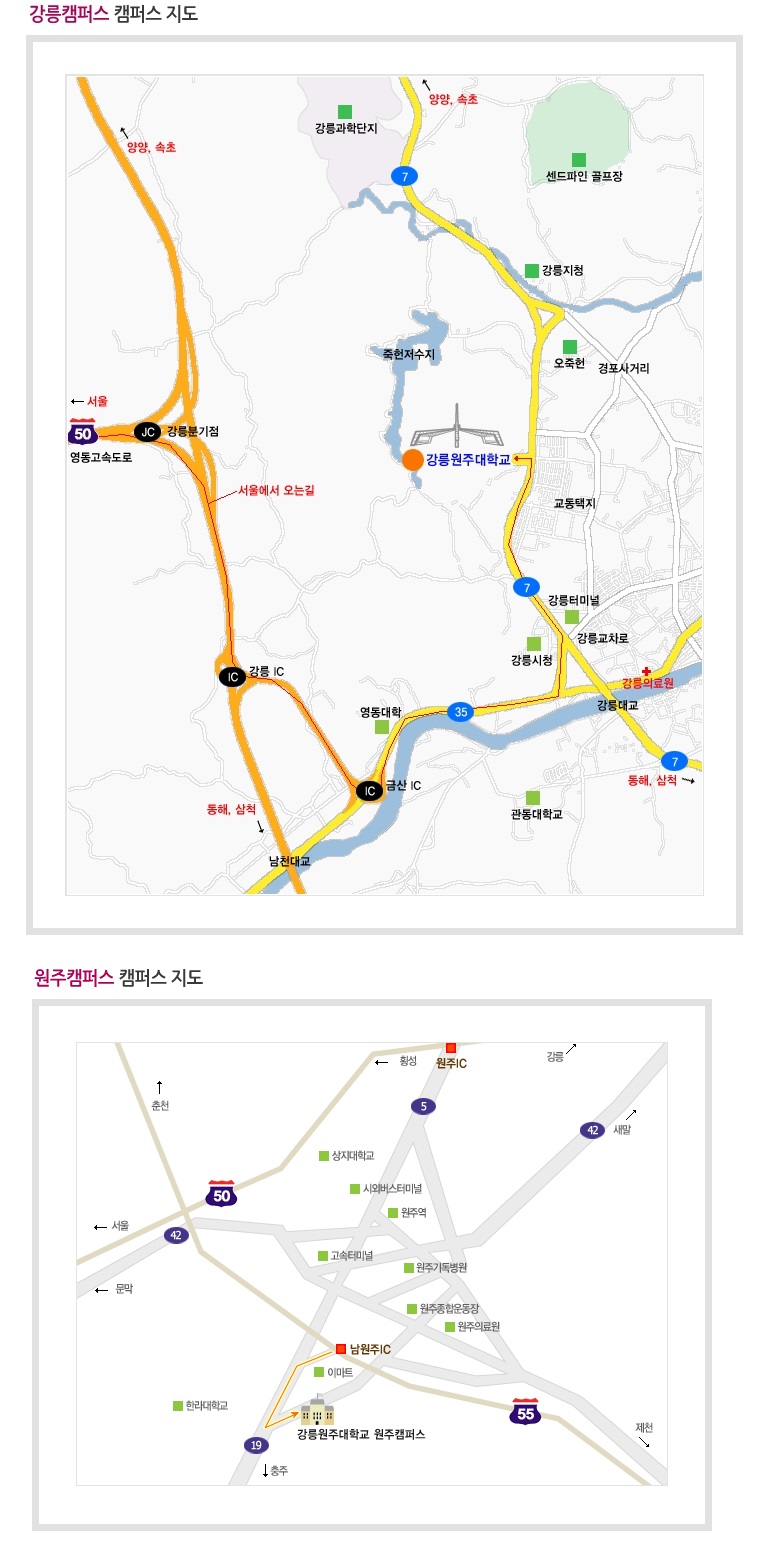 강릉캠퍼스 캠퍼스 지도
양양, 속초
강릉과학단지
양양, 속초
7
센드파인 골프장
강릉지청
죽헌저수지
오죽헌
경포사거리
서울
50
JC
강릉분기점
영동고속도로
강릉원주대학교
서울에서 오는길
교동택지
7
강릉터미널
강릉교차로
강릉시청
IC
강릉 IC
강릉의료원
영동대학
35
강릉대교
7
동해, 삼척
IC
금산 IC
관동대학교
동해, 삼척
남천대교
원주캠퍼스 캠퍼스 지도
횡성
원주IC
강릉
춘천
5
42
새말
상지대학교
50
시외버스터미널
원주역
서울
42
고속터미널
원주기독병원
문막
원주종합운동장
원주의료원
남원주IC
이마트
한라대학교
55
강릉원주대학교 원주캠퍼스
제천
19
충주